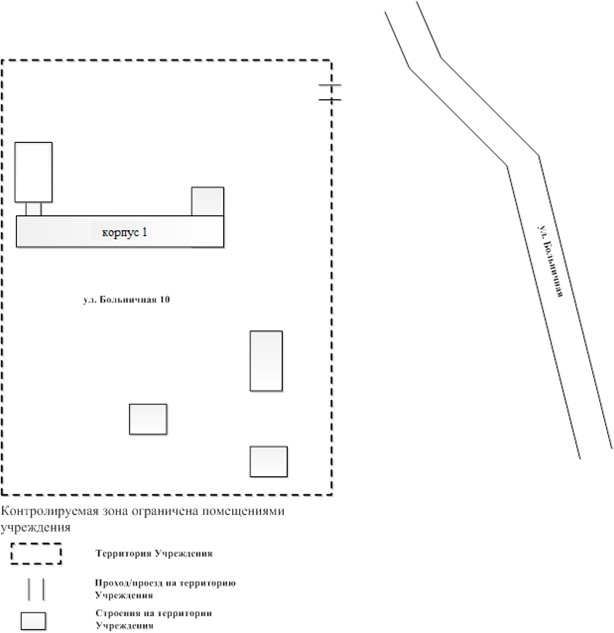 корпус 1
ул. Больничная
ул. Больничная 10
Контролируемая зона ограничена помещениями
учреждения
Территория Учреждения
Проход/проезд на территорию
Учреждения
Строения на территории
Учреждения